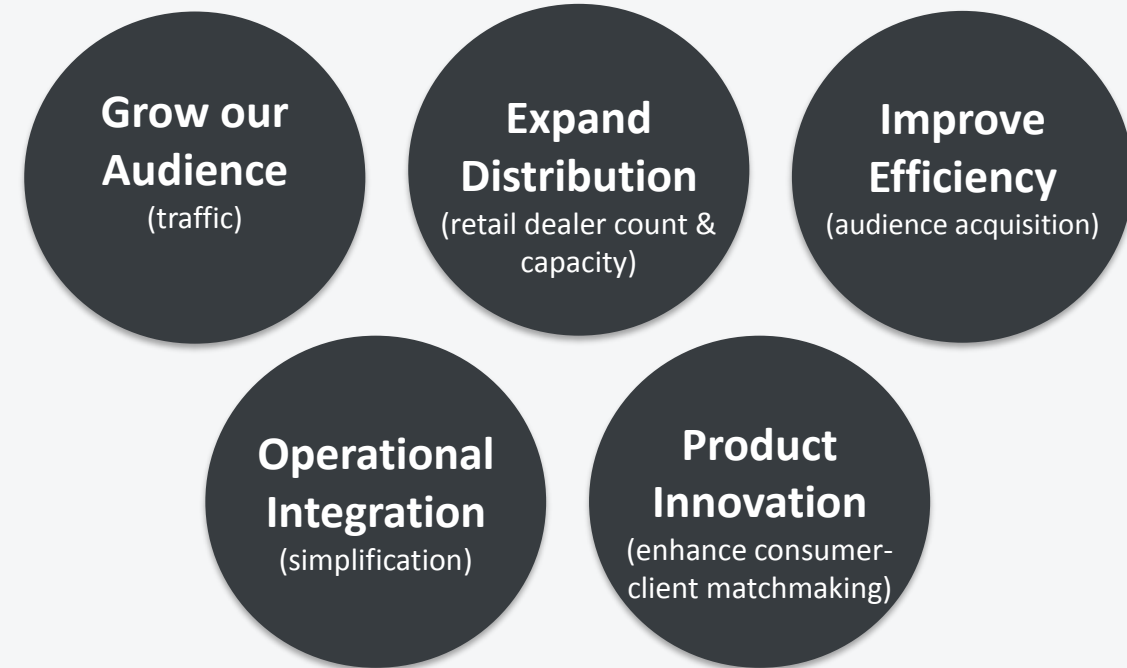 Grow our
Audience
(traffic)
Expand
Distribution
(retail dealer count &
capacity)
Improve
Efficiency
(audience acquisition)
Operational
Integration
(simplification)
Product
Innovation
(enhance consumer-
client matchmaking)